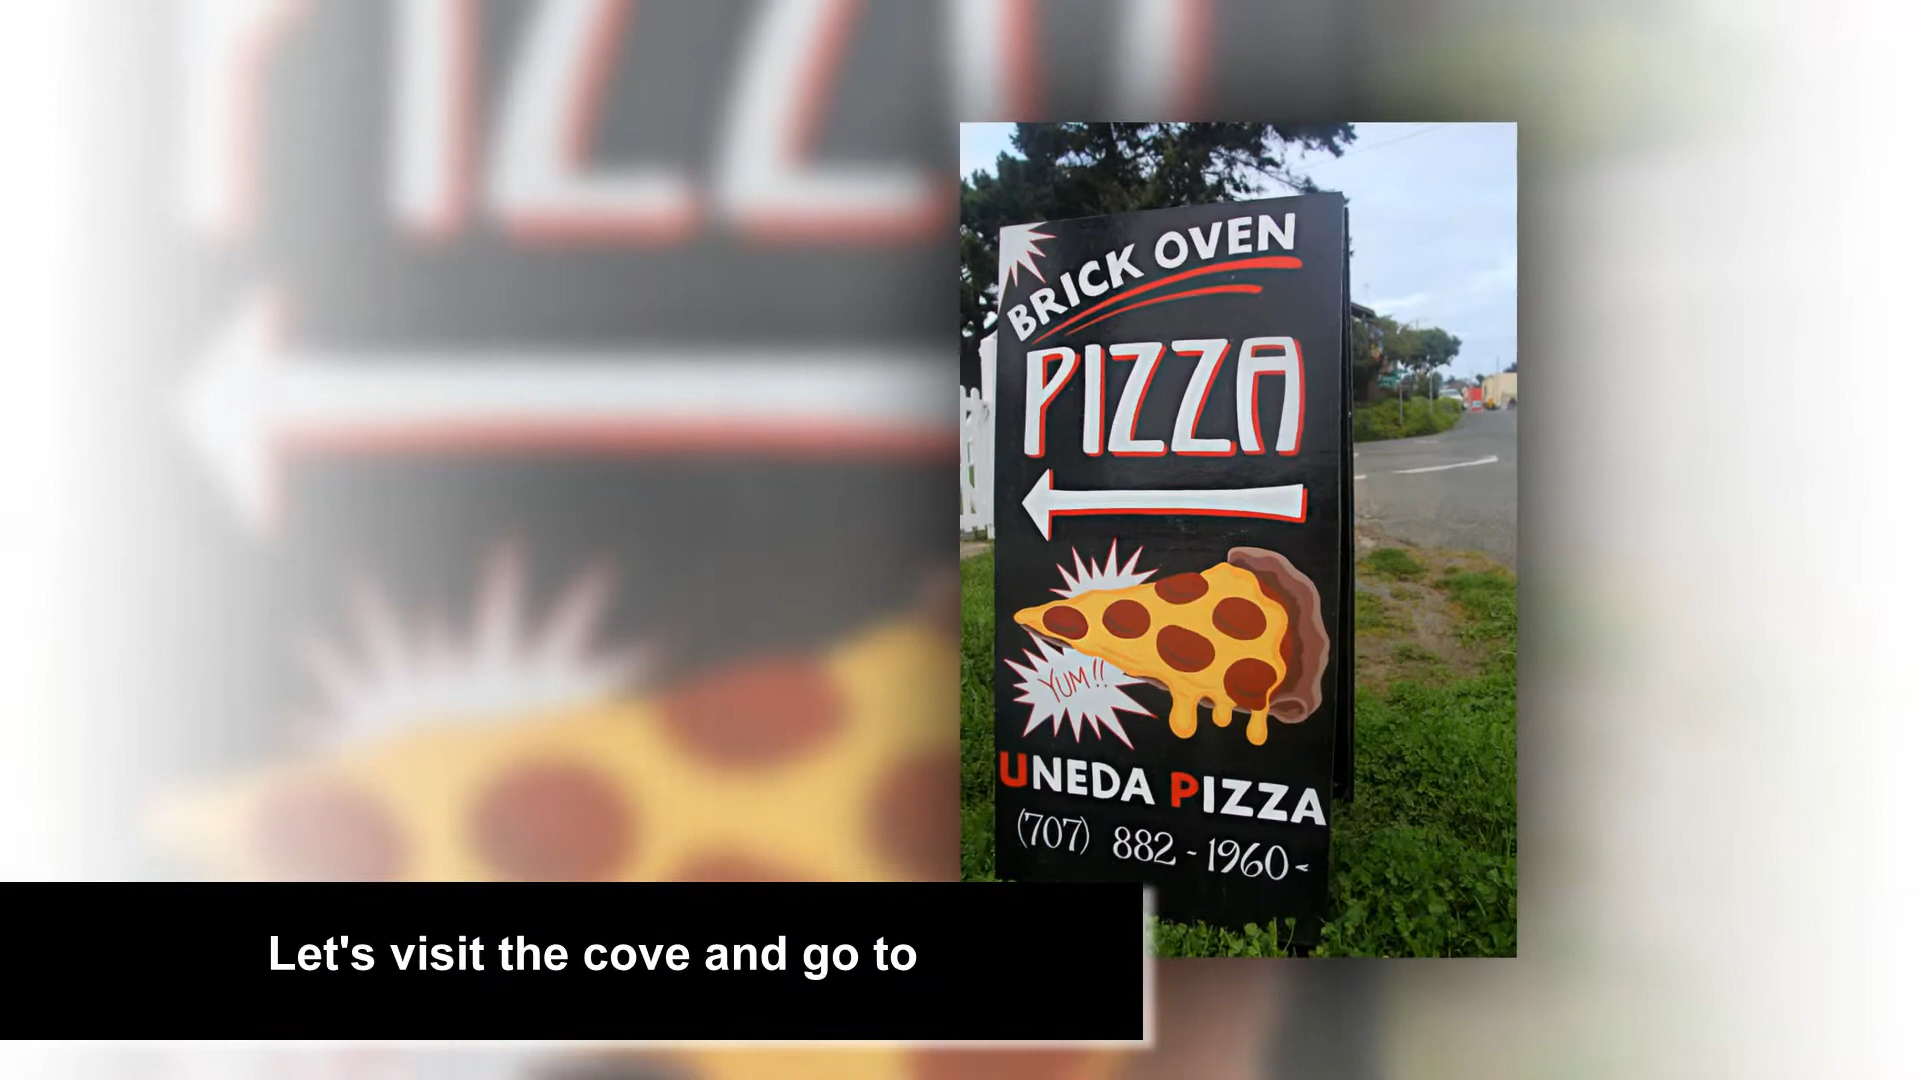 BRICK OVEN
PIZZA
YUM!!
UNEDA PIZZA
(707) 882-1960-
Let's visit the cove and go to